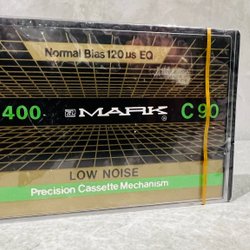 Normal Bias 120 us EQ
400 MARK ® C 90
LOW NOISE
Precision Cassette Mechanism